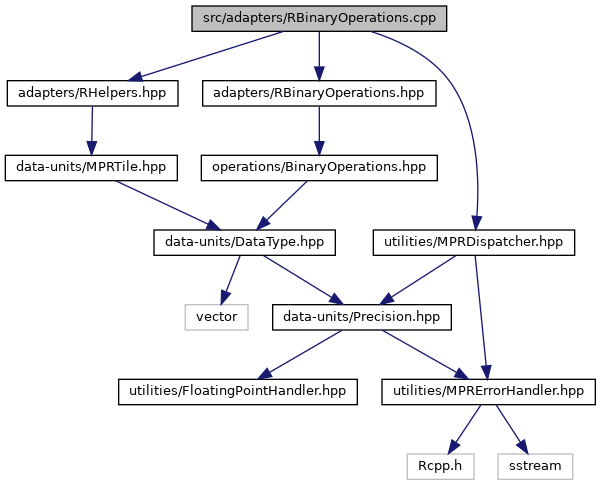 src/adapters/RBinaryOperations.cpp
adapters/RHelpers.hpp
adapters/RBinaryOperations.hpp
data-units/MPRTile.hpp
operations/BinaryOperations.hpp
data-units/DataType.hpp
utilities/MPRDispatcher.hpp
vector
data-units/Precision.hpp
utilities/FloatingPointHandler.hpp
utilities/MPRErrorHandler.hpp
Rcpp.h
sstream